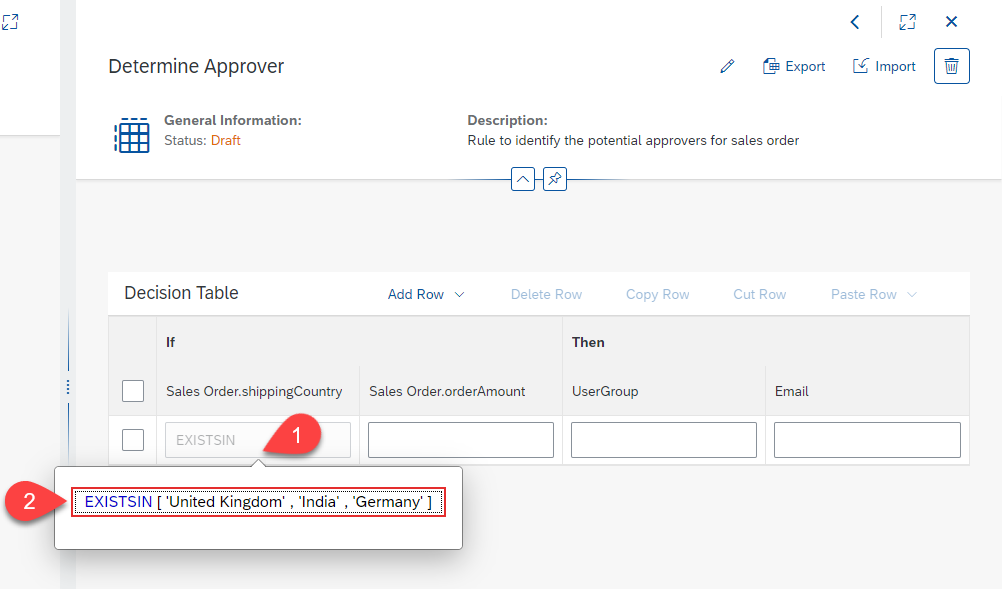 Determine Approver
Export
Import
General Information:
Status: Draft
Description:
Rule to identify the potential approvers for sales order
Decision Table
Add Row
Delete Row
Copy Row
Cut Row
Paste Row
If
Then
Sales Order.shippingCountry
Sales Order.orderAmount
UserGroup
Email
EXISTSIN
1
2
EXISTSIN [ 'United Kingdom' , 'India' , 'Germany' ]